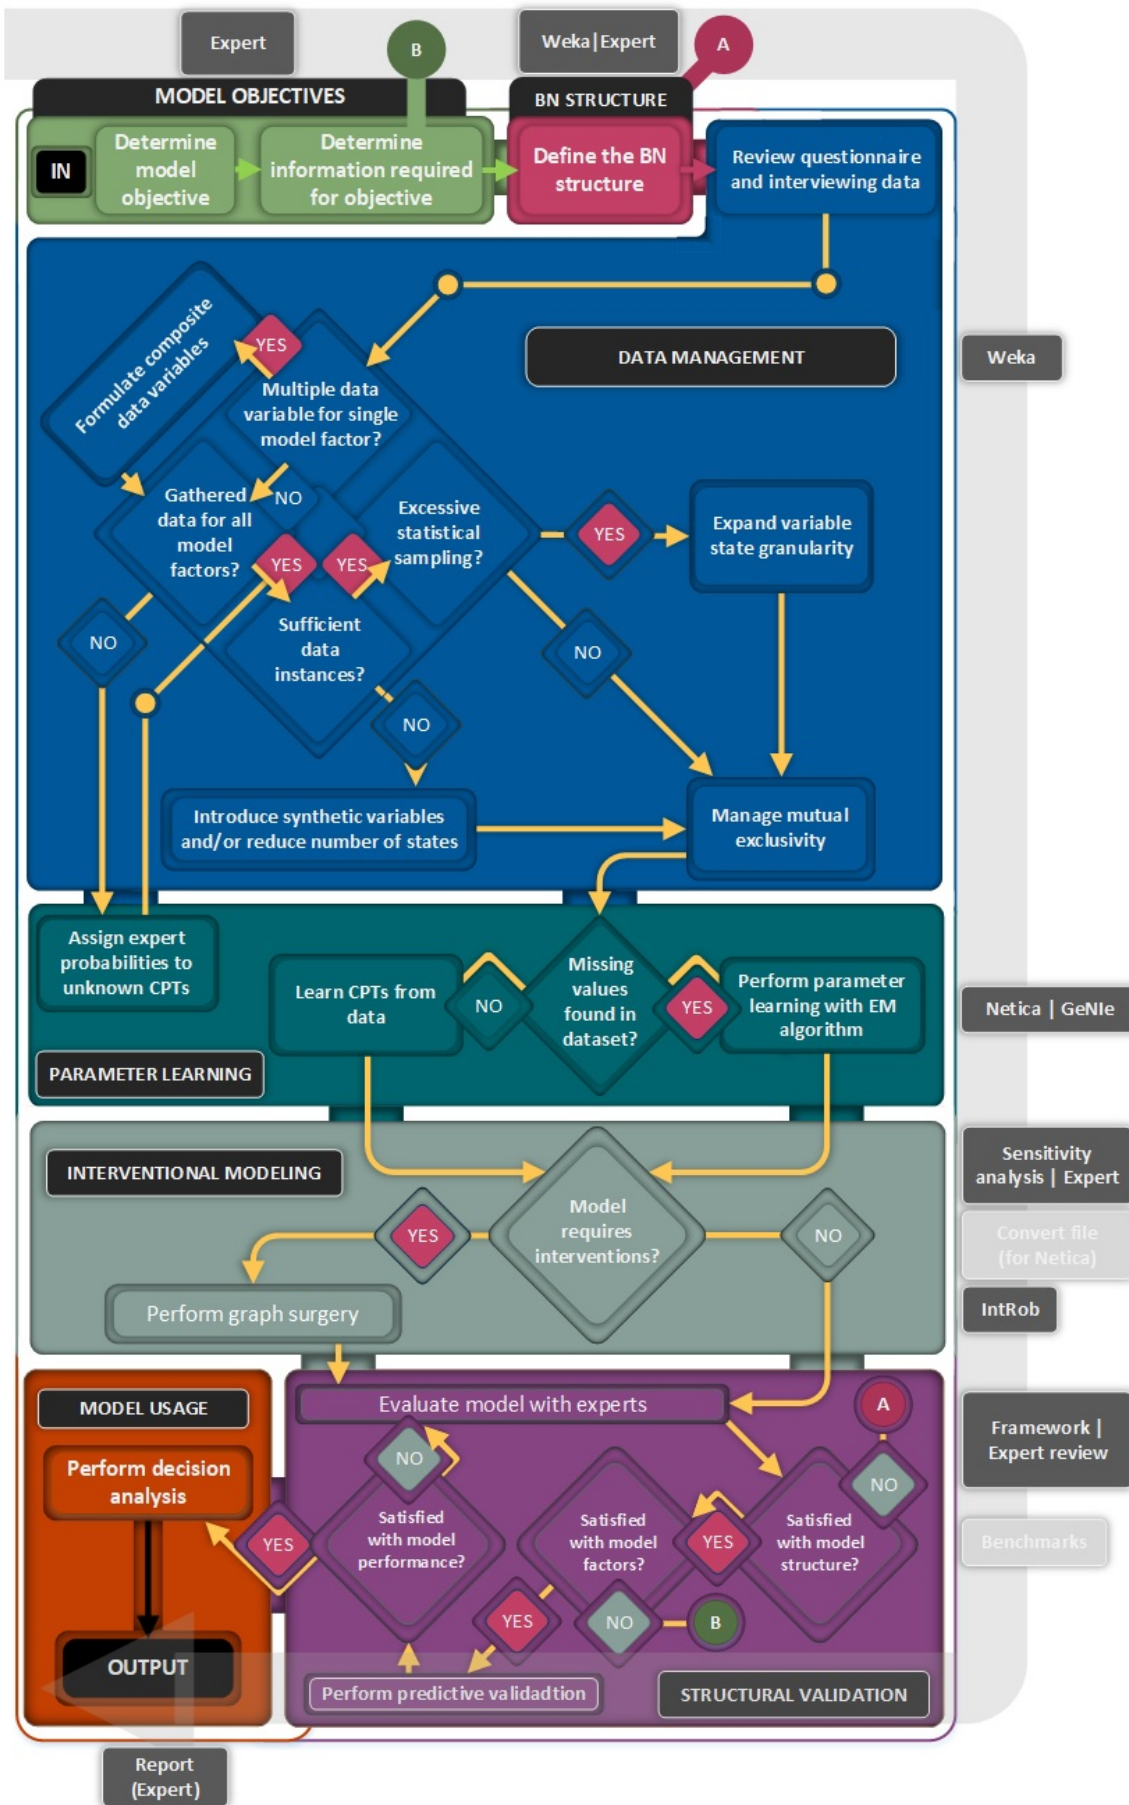 Expert
B
Weka|Expert
A
MODEL OBJECTIVES
BN STRUCTURE
IN
Determine
model
objective
Determine
information required
for objective
Define the BN
structure
Review questionnaire
and interviewing data
DATA MANAGEMENT
Weka
Formulate composite
data variables
YES
Multiple data
variable for single
model factor?
NO
Gathered
data for all
model
factors?
YES
YES
Excessive
statistical
sampling?
YES
Expand variable
state granularity
NO
Sufficient
data
instances?
NO
NO
Introduce synthetic variables
and/or reduce number of states
Manage mutual
exclusivity
Assign expert
probabilities to
unknown CPTs
Learn CPTs from
data
NO
Missing
values
found in
dataset?
YES
Perform parameter
learning with EM
algorithm
Netica | GeNIe
PARAMETER LEARNING
INTERVENTIONAL MODELING
Sensitivity
analysis | Expert
YES
Model
requires
interventions?
NO
Convert file
(for Netica)
Perform graph surgery
IntRob
MODEL USAGE
Evaluate model with experts
A
Framework |
Expert review
Perform decision
analysis
NO
NO
Satisfied
with model
performance?
Satisfied
with model
factors?
Satisfied
with model
structure?
YES
YES
Benchmarks
YES
NO
B
OUTPUT
Perform predictive validadtion
STRUCTURAL VALIDATION
Report
(Expert)